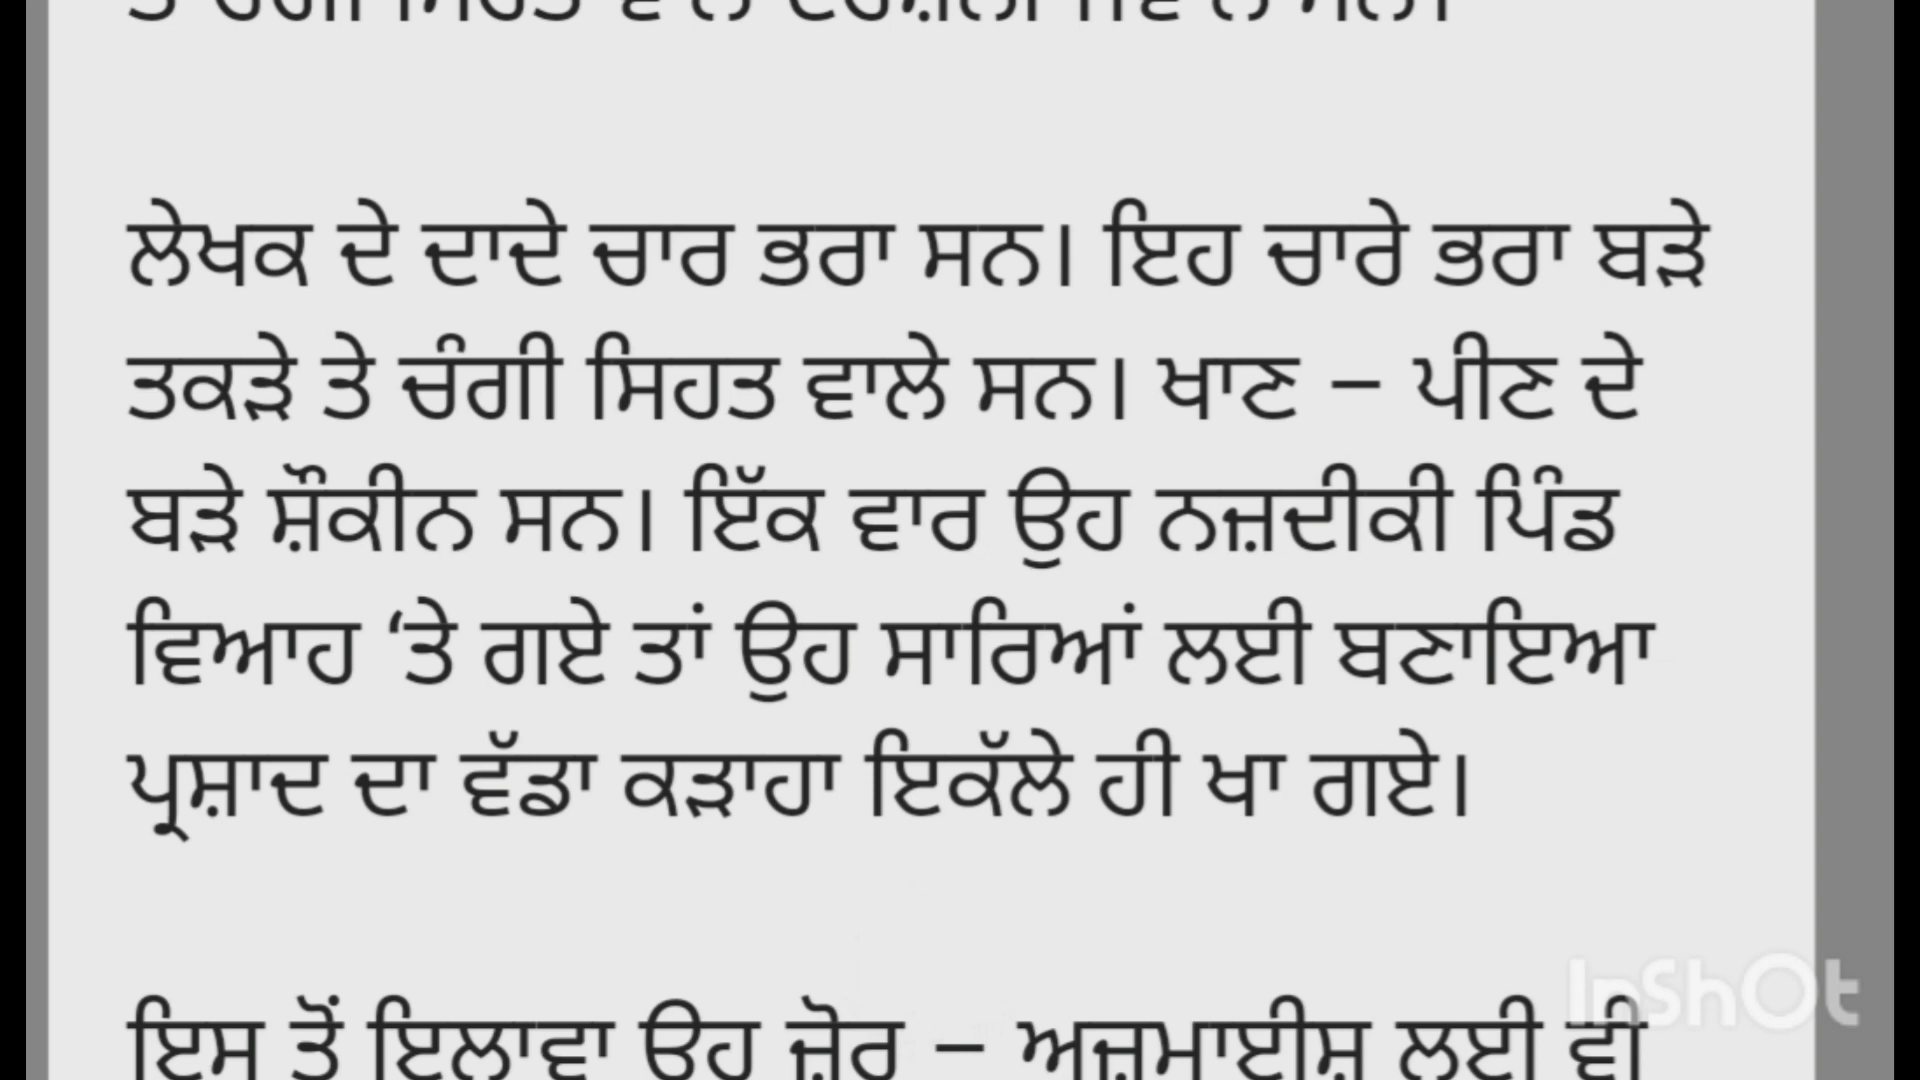 ਲੇਖਕ ਦੇ ਦਾਦੇ ਚਾਰ ਭਰਾ ਸਨ। ਇਹ ਚਾਰੇ ਭਰਾ ਬੜੇ
ਤਕੜੇ ਤੇ ਚੰਗੀ ਸਿਹਤ ਵਾਲੇ ਸਨ। ਖਾਣ – ਪੀਣ ਦੇ
ਬੜੇ ਸ਼ੌਕੀਨ ਸਨ। ਇੱਕ ਵਾਰ ਉਹ ਨਜ਼ਦੀਕੀ ਪਿੰਡ
ਵਿਆਹ ‘ਤੇ ਗਏ ਤਾਂ ਉਹ ਸਾਰਿਆਂ ਲਈ ਬਣਾਇਆ
ਪ੍ਰਸ਼ਾਦ ਦਾ ਵੱਡਾ ਕੜਾਹਾ ਇਕੱਲੇ ਹੀ ਖਾ ਗਏ।
ਇਸ ਤੋਂ ਇਲਾਵਾ ਉਹ ਜ਼ੋਰ – ਅਜ਼ਮਾਈਸ਼ ਲਈ ਵੀ
InShOt